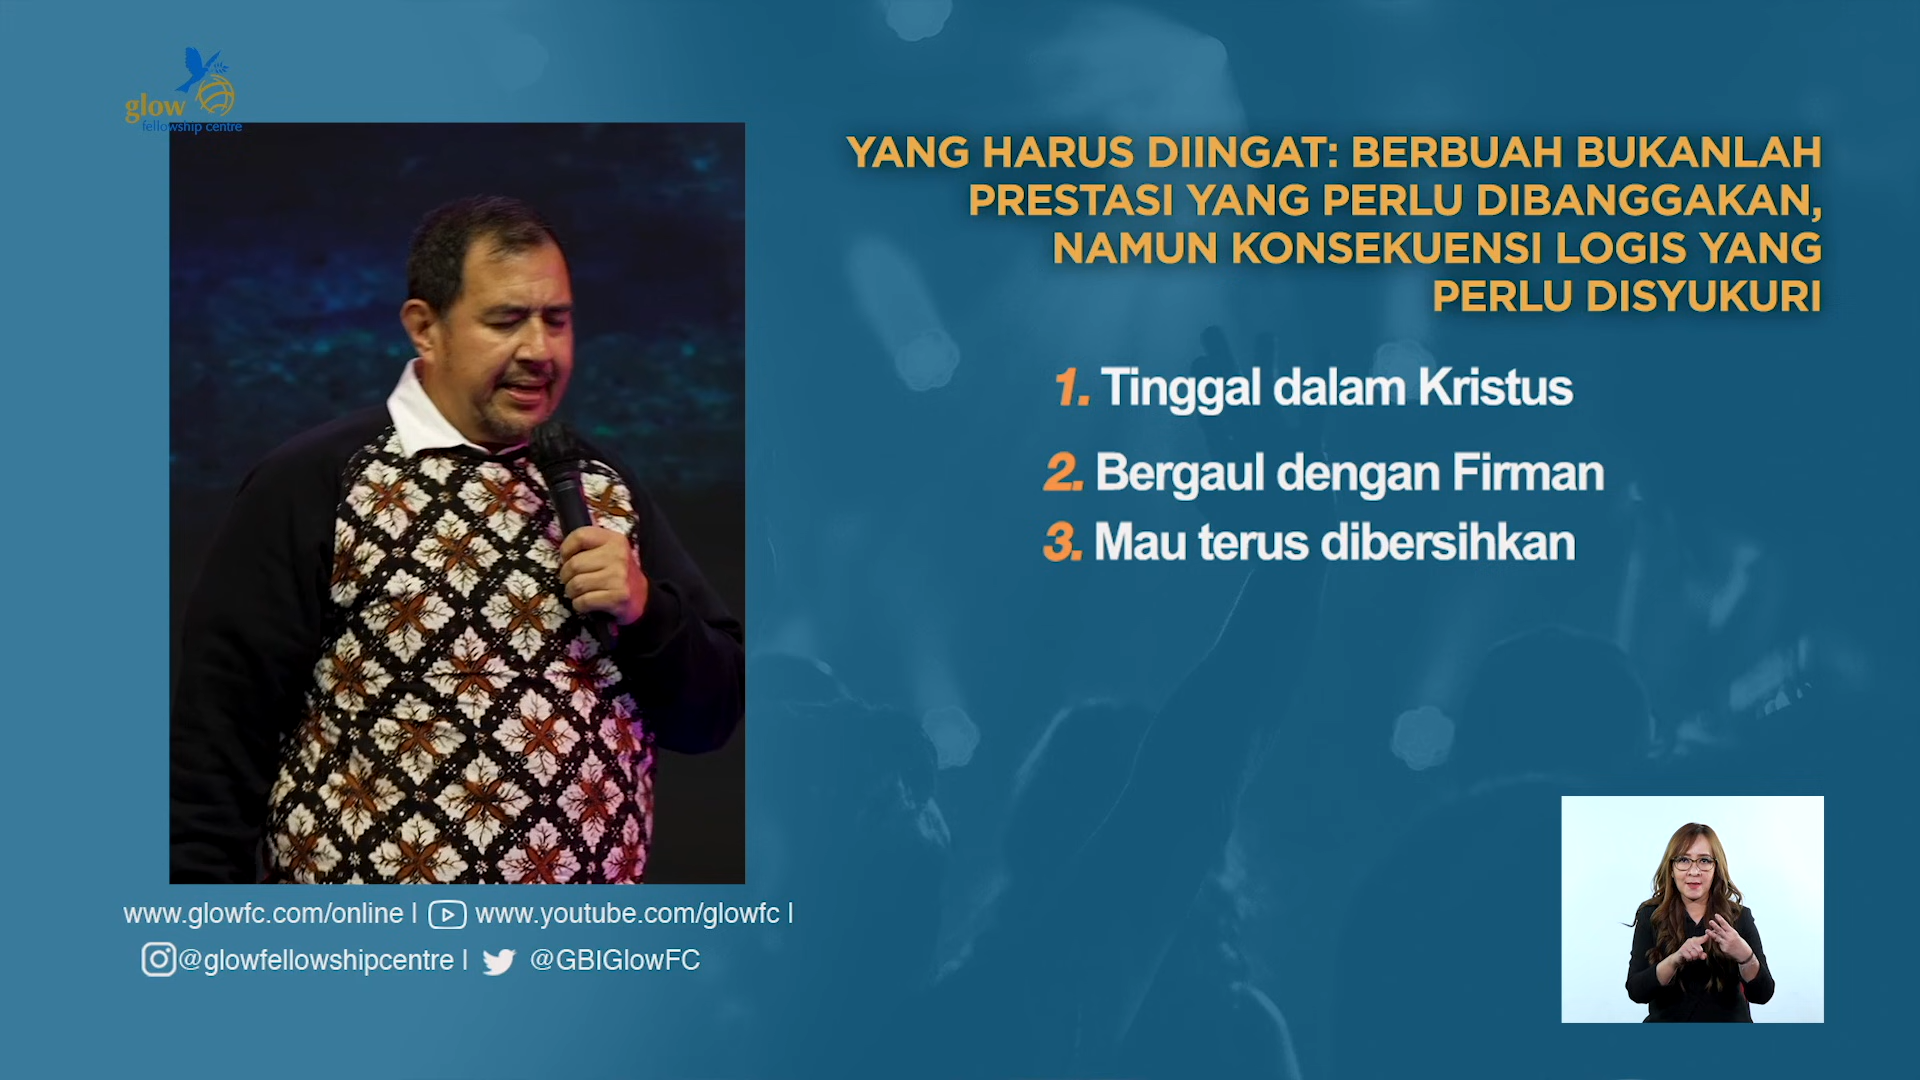 glow
fellowship centre
YANG HARUS DIINGAT: BERBUAH BUKANLAH
PRESTASI YANG PERLU DIBANGGAKAN,
NAMUN KONSEKUENSI LOGIS YANG
PERLU DISYUKURI
1. Tinggal dalam Kristus
2. Bergaul dengan Firman
3. Mau terus dibersihkan
www.glowfc.com/online | www.youtube.com/glowfc |
@glowfellowshipcentre | @GBIGlowFC